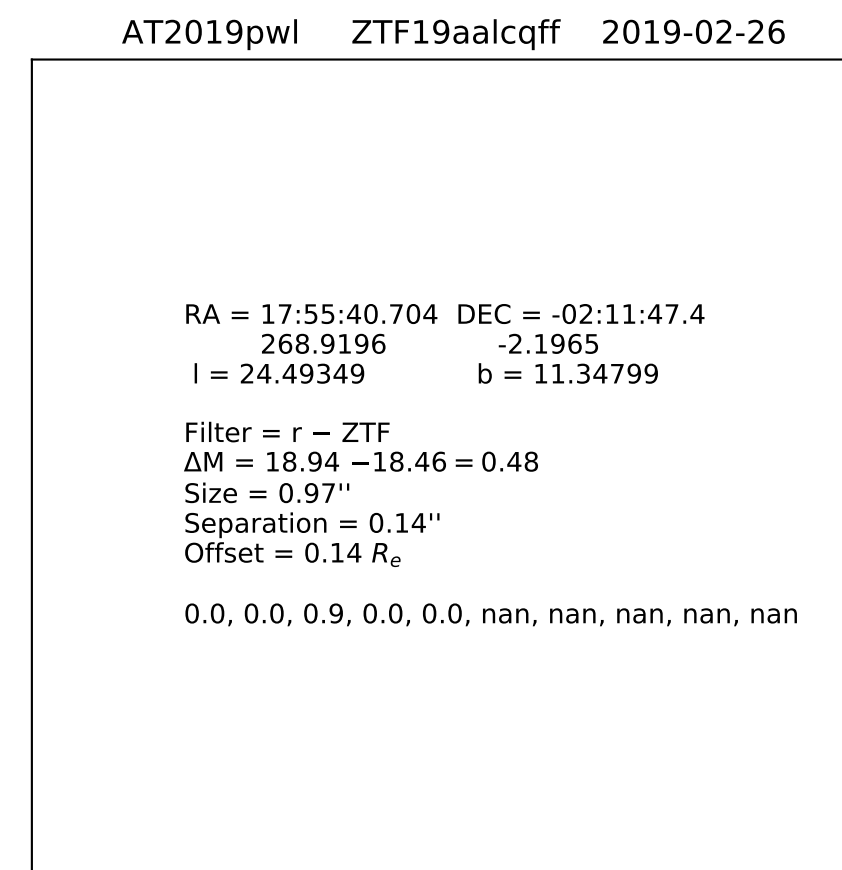 AT2019pwl ZTF19aalcqff 2019-02-26
RA = 17:55:40.704 DEC = -02:11:47.4
268.9196 -2.1965
l = 24.49349 b = 11.34799
Filter = r − ZTF
ΔM = 18.94 −18.46 = 0.48
Size = 0.97''
Separation = 0.14''
Offset = 0.14 Re
0.0, 0.0, 0.9, 0.0, 0.0, nan, nan, nan, nan, nan